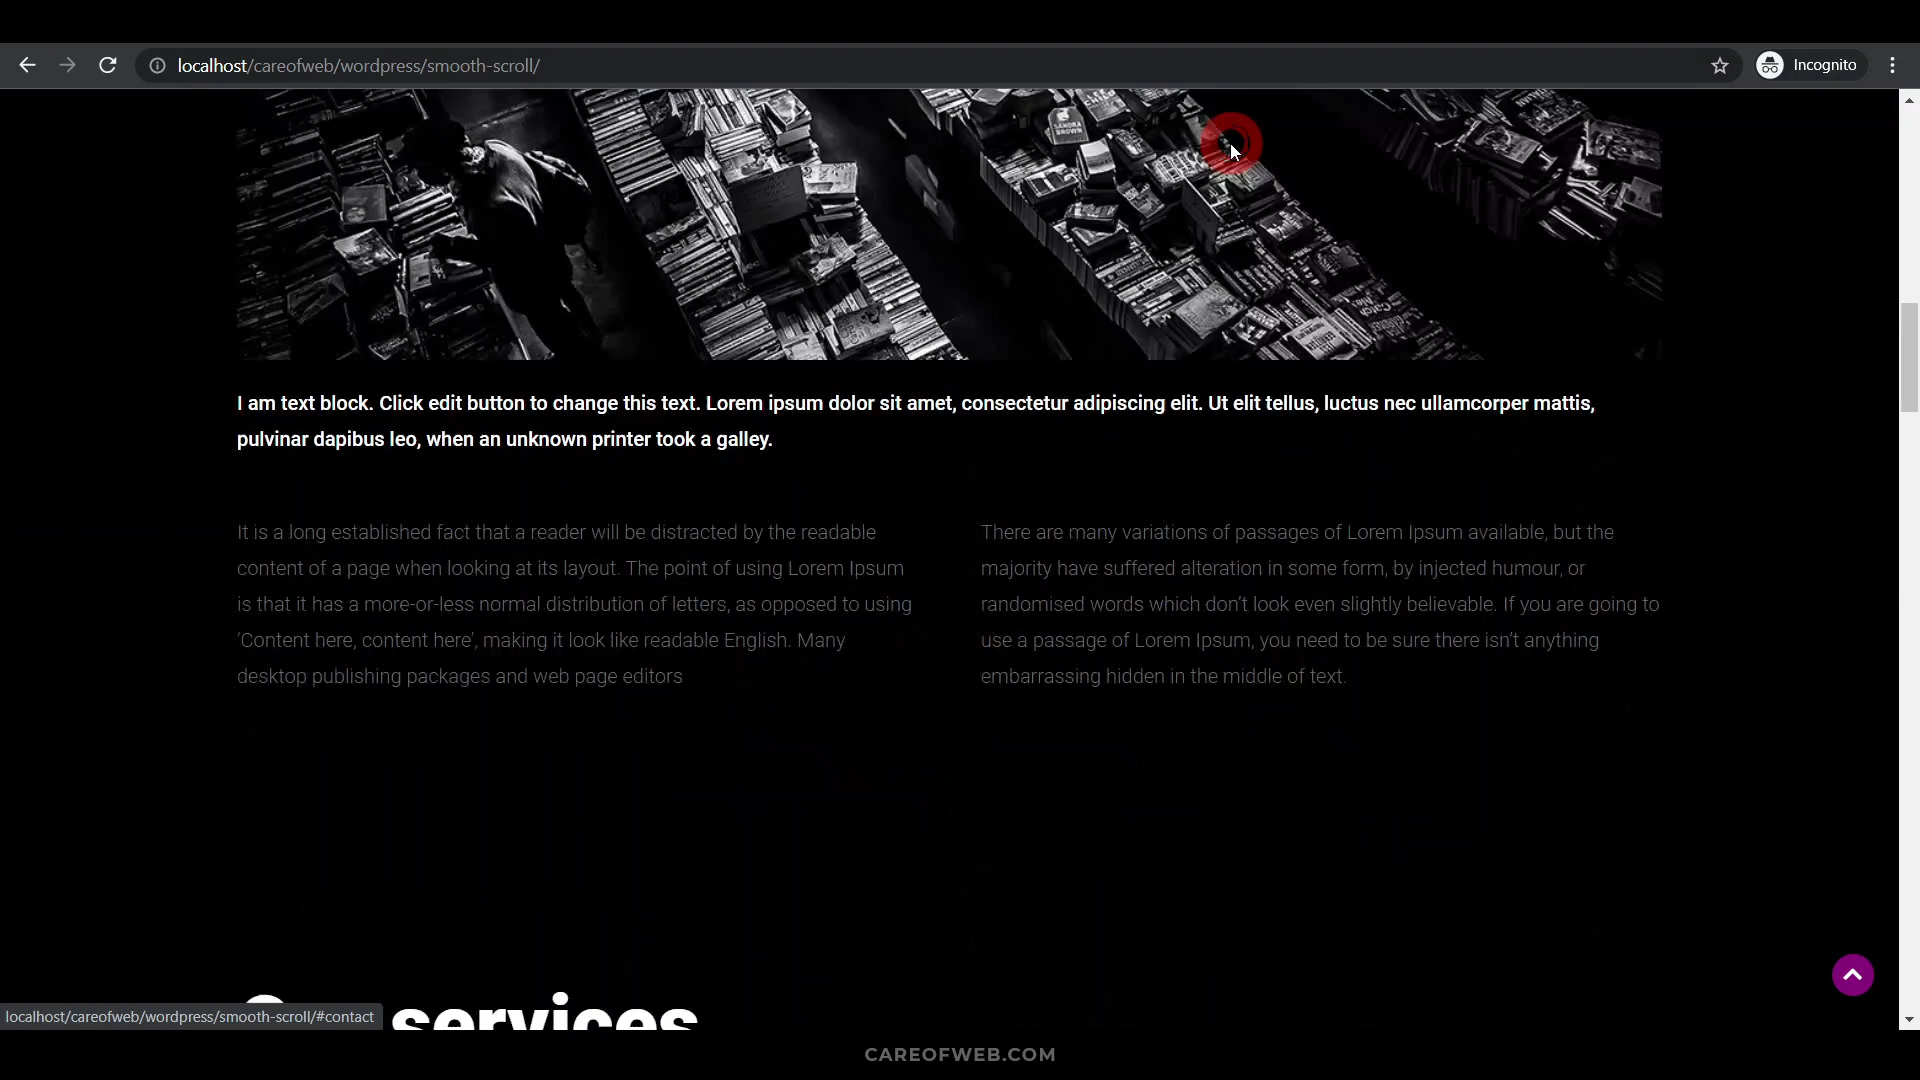 localhost/careofweb/wordpress/smooth-scroll/
Incognito
SANDRA
BROWN
I am text block. Click edit button to change this text. Lorem ipsum dolor sit amet, consectetur adipiscing elit. Ut elit tellus, luctus nec ullamcorper mattis,
pulvinar dapibus leo, when an unknown printer took a galley.
It is a long established fact that a reader will be distracted by the readable
content of a page when looking at its layout. The point of using Lorem Ipsum
is that it has a more-or-less normal distribution of letters, as opposed to using
‘Content here, content here’, making it look like readable English. Many
desktop publishing packages and web page editors
There are many variations of passages of Lorem Ipsum available, but the
majority have suffered alteration in some form, by injected humour, or
randomised words which don’t look even slightly believable. If you are going to
use a passage of Lorem Ipsum, you need to be sure there isn’t anything
embarrassing hidden in the middle of text.
services
localhost/careofweb/wordpress/smooth-scroll/#contact
CAREOFWEB.COM